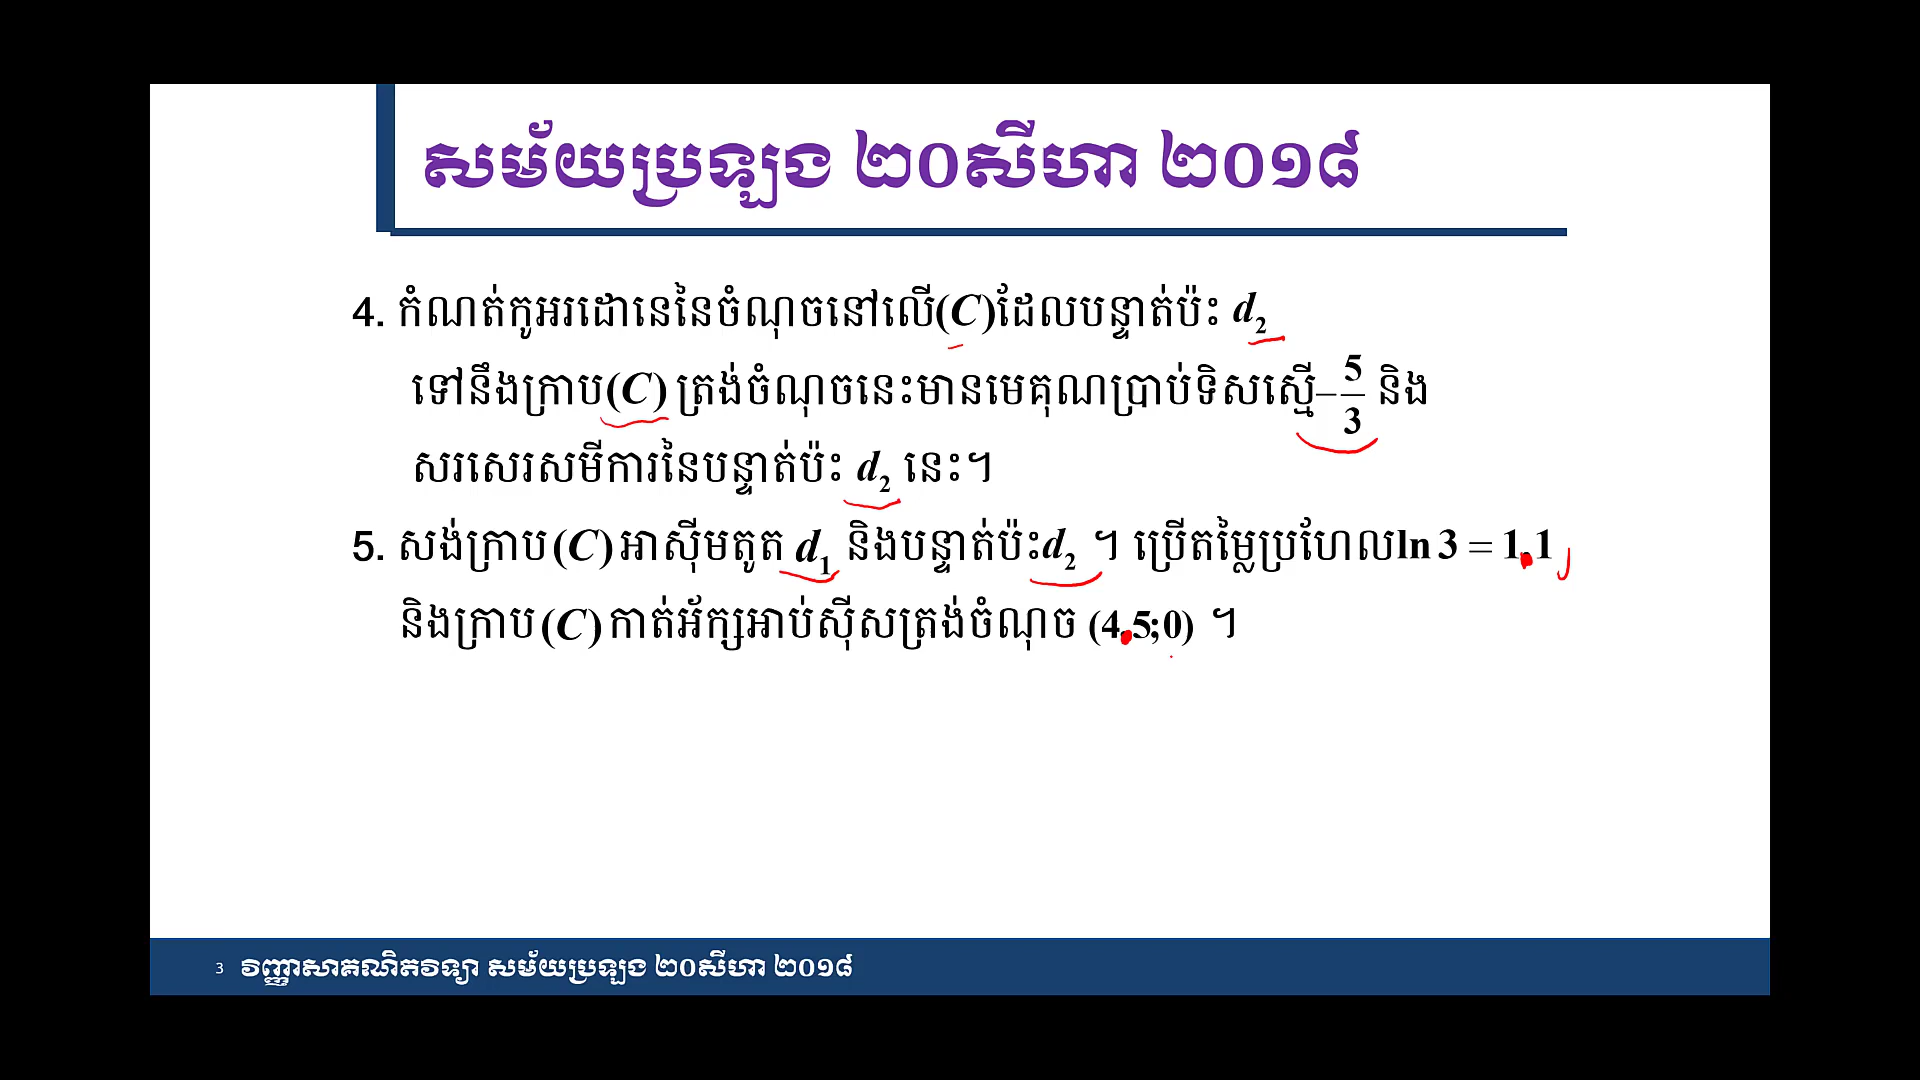 សម័យប្រឡង ២០សីហា ២០១៨
4. កំណត់កូអរដោនេនៃចំណុចនៅលើ(C)ដែលបន្ទាត់ប៉ះ d₂
ទៅនឹងក្រាប(C) ត្រង់ចំណុចនេះមានមេគុណប្រាប់ទិសស្មើ−5/3 និង
សរសេរសមីការនៃបន្ទាត់ប៉ះ d₂ នេះ។
5. សង់ក្រាប(C)អាស៊ីមតូត d₁ និងបន្ទាត់ប៉ះd₂ ។ ប្រើតម្លៃប្រហែលln 3 = 1.1
និងក្រាប(C)កាត់អ័ក្សអាប់ស៊ីសត្រង់ចំណុច (4.5;0) ។
3 វិញ្ញាសាគណិតវិទ្យា សម័យប្រឡង ២០សីហា ២០១៨